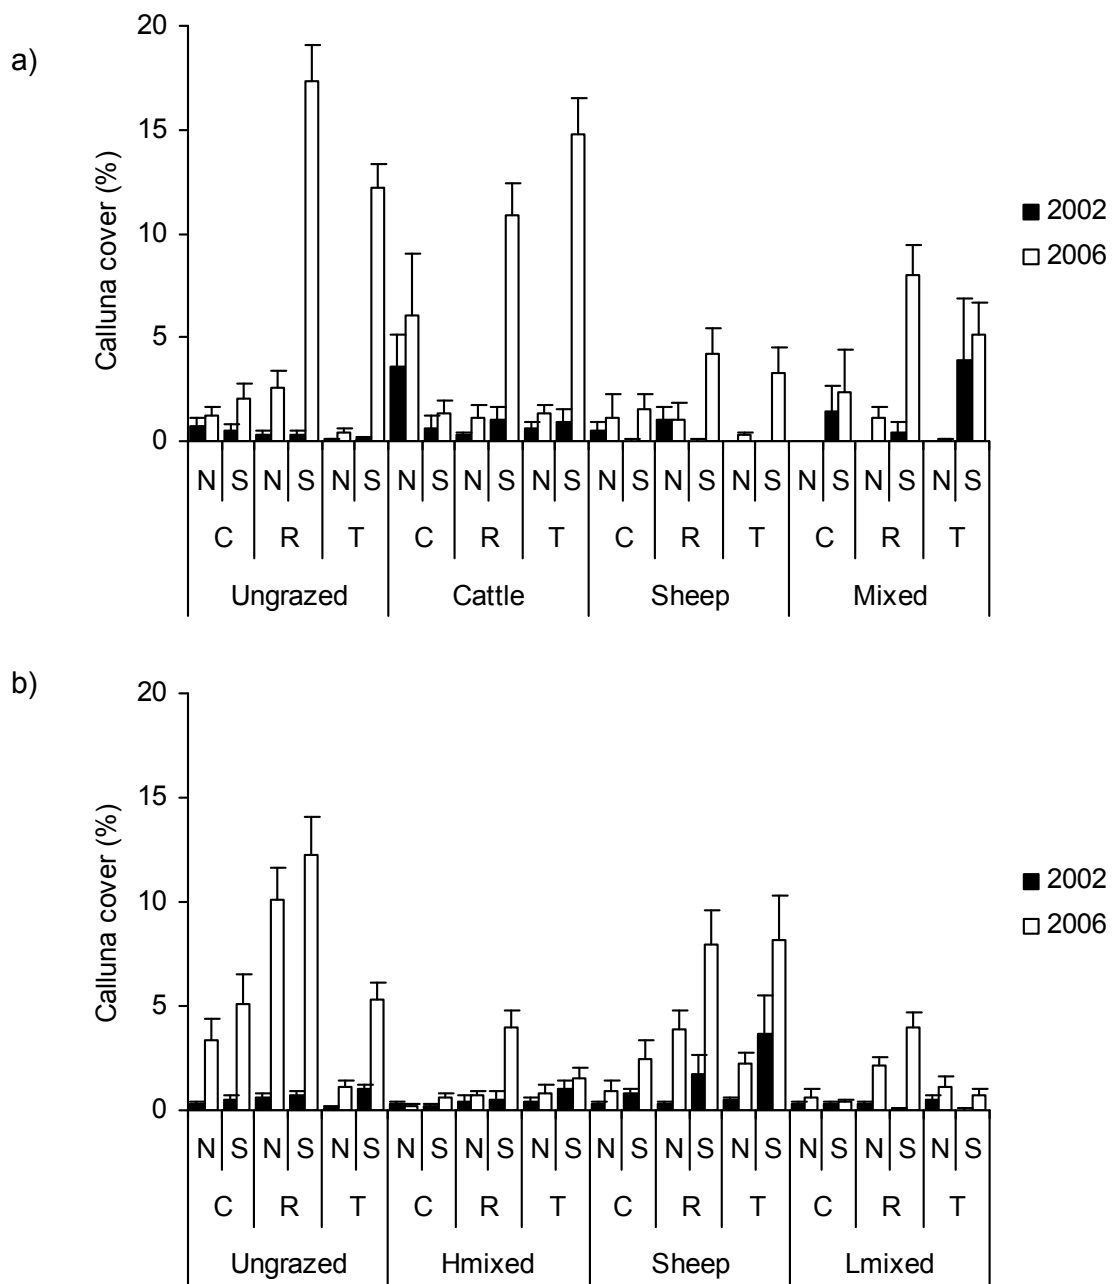 a)
20
15
10
5
0
Calluna cover (%)
2002
2006
N S N S N S N S N S N S N S N S N S N S N S N S
C R T C R T C R T C R T
Ungrazed Cattle Sheep Mixed
b)
20
15
10
5
0
Calluna cover (%)
2002
2006
N S N S N S N S N S N S N S N S N S N S N S N S
C R T C R T C R T C R T
Ungrazed Hmixed Sheep Lmixed